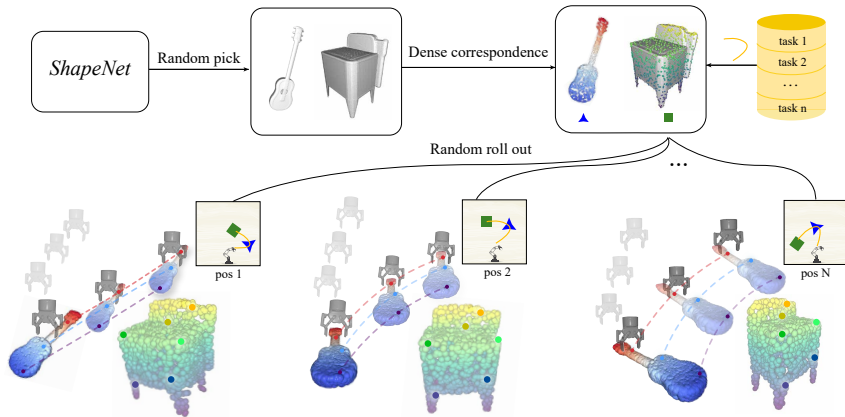 ShapeNet
Random pick
Dense correspondence
task 1
task 2
...
task n
Random roll out
...
pos 1
pos 2
pos N